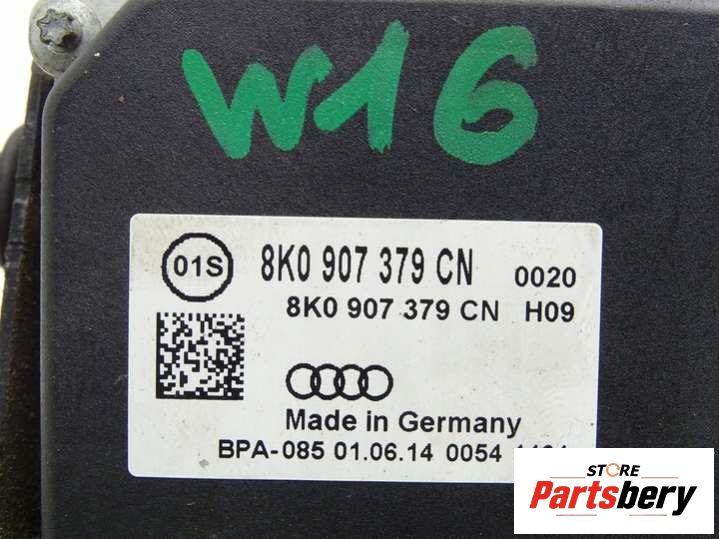 W16
01S
8K0 907 379 CN 0020
8K0 907 379 CN H09
Made in Germany
BPA-085 01.06.14 0054
STORE
Partsbery